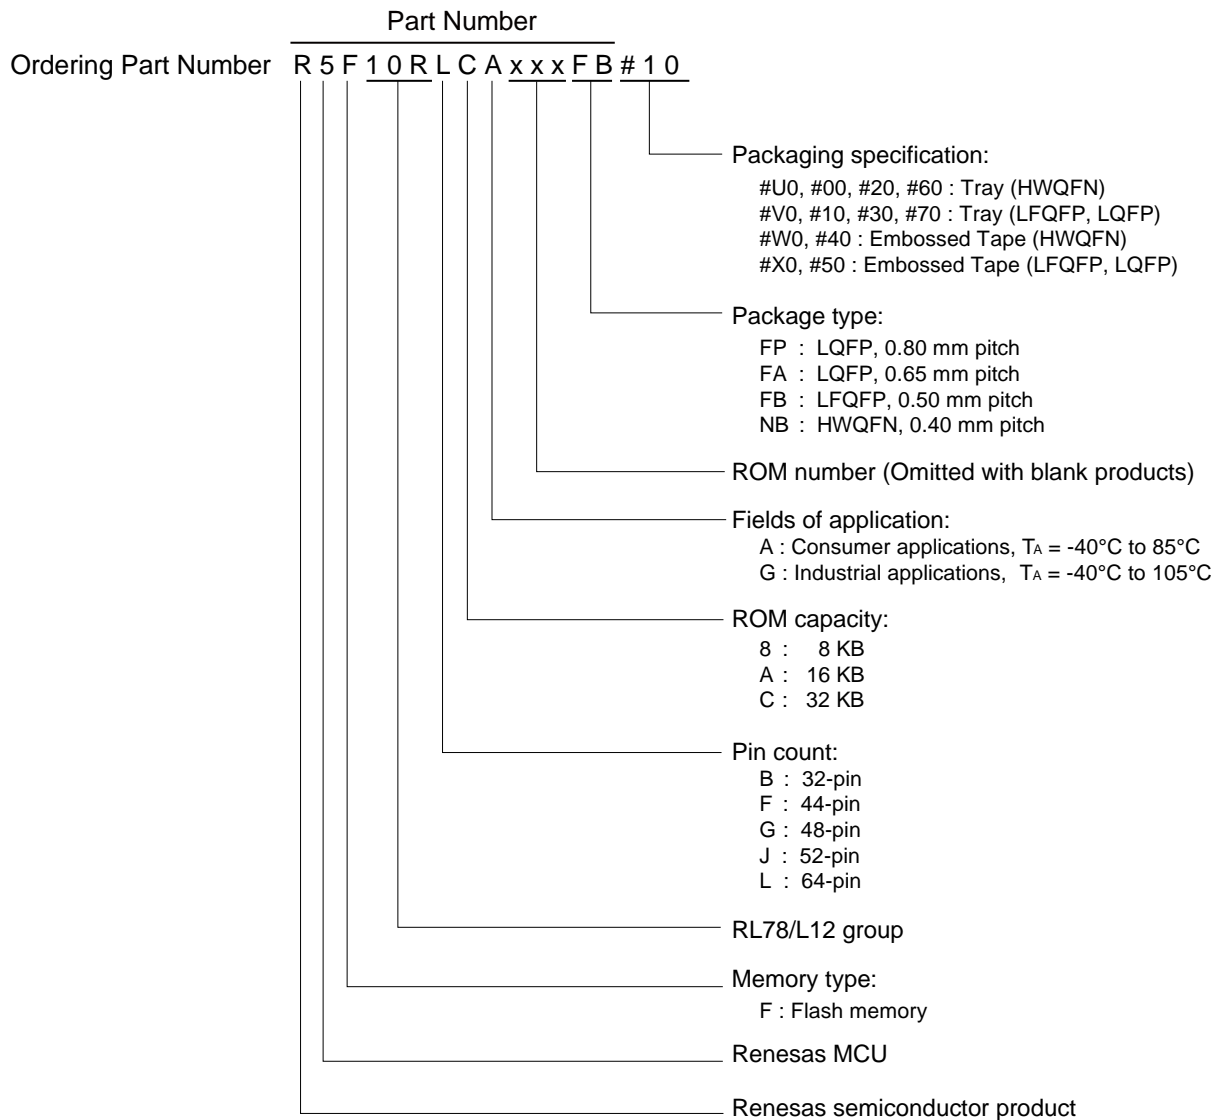 Part Number
Ordering Part Number R 5 F 1 0 R L C A x x x F B # 1 0
Packaging specification:
#U0, #00, #20, #60 : Tray (HWQFN)
#V0, #10, #30, #70 : Tray (LFQFP, LQFP)
#W0, #40 : Embossed Tape (HWQFN)
#X0, #50 : Embossed Tape (LFQFP, LQFP)
Package type:
FP : LQFP, 0.80 mm pitch
FA : LQFP, 0.65 mm pitch
FB : LFQFP, 0.50 mm pitch
NB : HWQFN, 0.40 mm pitch
ROM number (Omitted with blank products)
Fields of application:
A : Consumer applications, TA = -40°C to 85°C
G : Industrial applications, TA = -40°C to 105°C
ROM capacity:
8 : 8 KB
A : 16 KB
C : 32 KB
Pin count:
B : 32-pin
F : 44-pin
G : 48-pin
J : 52-pin
L : 64-pin
RL78/L12 group
Memory type:
F : Flash memory
Renesas MCU
Renesas semiconductor product